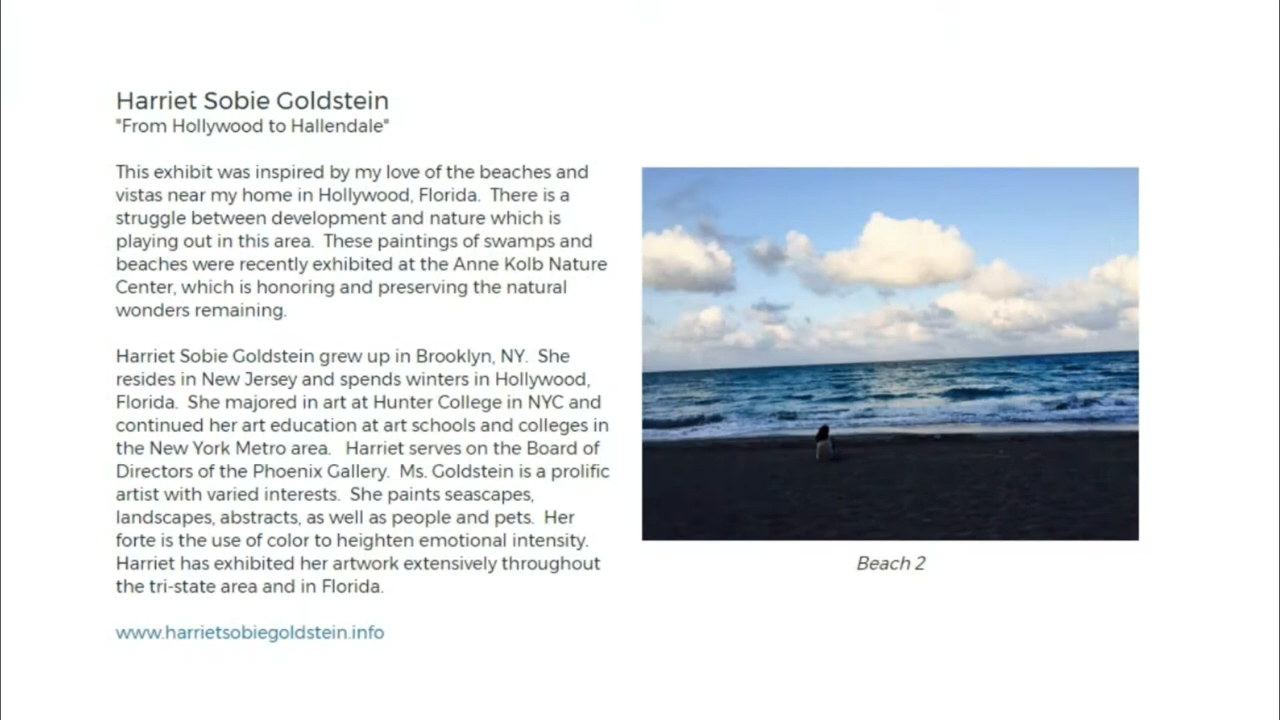 Harriet Sobie Goldstein
"From Hollywood to Hallendale"
This exhibit was inspired by my love of the beaches and
vistas near my home in Hollywood, Florida. There is a
struggle between development and nature which is
playing out in this area. These paintings of swamps and
beaches were recently exhibited at the Anne Kolb Nature
Center, which is honoring and preserving the natural
wonders remaining.
Harriet Sobie Goldstein grew up in Brooklyn, NY. She
resides in New Jersey and spends winters in Hollywood,
Florida. She majored in art at Hunter College in NYC and
continued her art education at art schools and colleges in
the New York Metro area. Harriet serves on the Board of
Directors of the Phoenix Gallery. Ms. Goldstein is a prolific
artist with varied interests. She paints seascapes,
landscapes, abstracts, as well as people and pets. Her
forte is the use of color to heighten emotional intensity.
Harriet has exhibited her artwork extensively throughout
the tri-state area and in Florida.
www.harrietsobiegoldstein.info
Beach 2